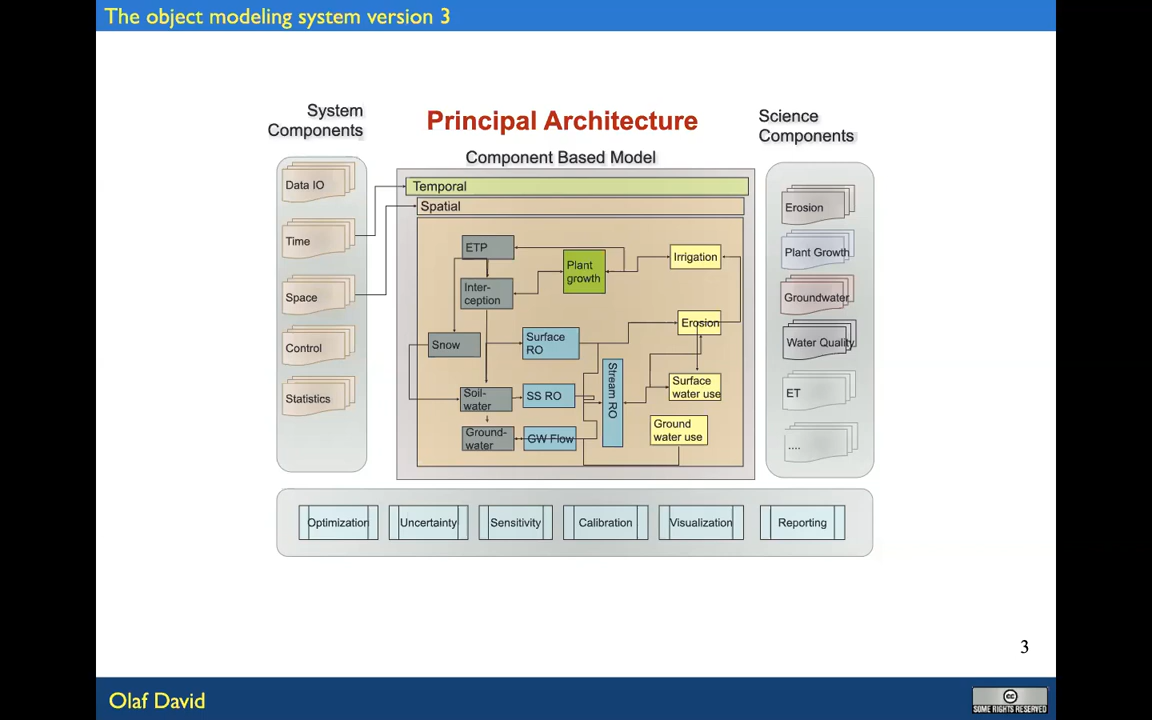 The object modeling system version 3
System
Components
Principal Architecture
Science
Components
Component Based Model
Data IO
Time
Space
Control
Statistics
Temporal
Spatial
ETP
Inter-
ception
Plant
growth
Irrigation
Snow
Surface
RO
Erosion
Soil-
water
SS RO
Stream RO
Surface
water use
Ground-
water
GW Flow
Ground
water use
Erosion
Plant Growth
Groundwater
Water Quality
ET
....
Optimization
Uncertainty
Sensitivity
Calibration
Visualization
Reporting
3
Olaf David
cc
SOME RIGHTS RESERVED